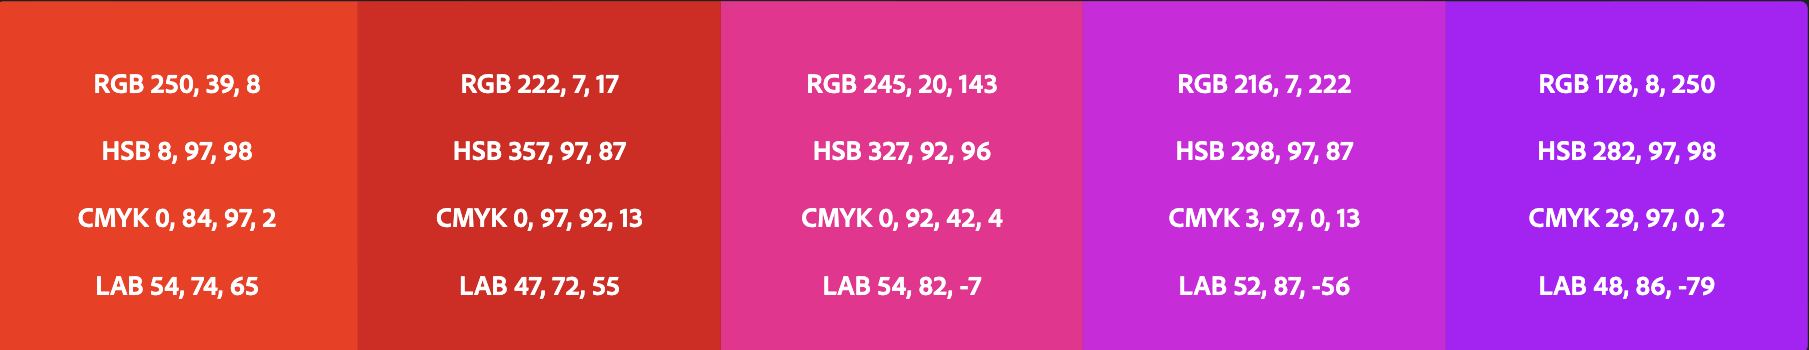 RGB 250, 39, 8
HSB 8, 97, 98
CMYK 0, 84, 97, 2
LAB 54, 74, 65
RGB 222, 7, 17
HSB 357, 97, 87
CMYK 0, 97, 92, 13
LAB 47, 72, 55
RGB 245, 20, 143
HSB 327, 92, 96
CMYK 0, 92, 42, 4
LAB 54, 82, -7
RGB 216, 7, 222
HSB 298, 97, 87
CMYK 3, 97, 0, 13
LAB 52, 87, -56
RGB 178, 8, 250
HSB 282, 97, 98
CMYK 29, 97, 0, 2
LAB 48, 86, -79